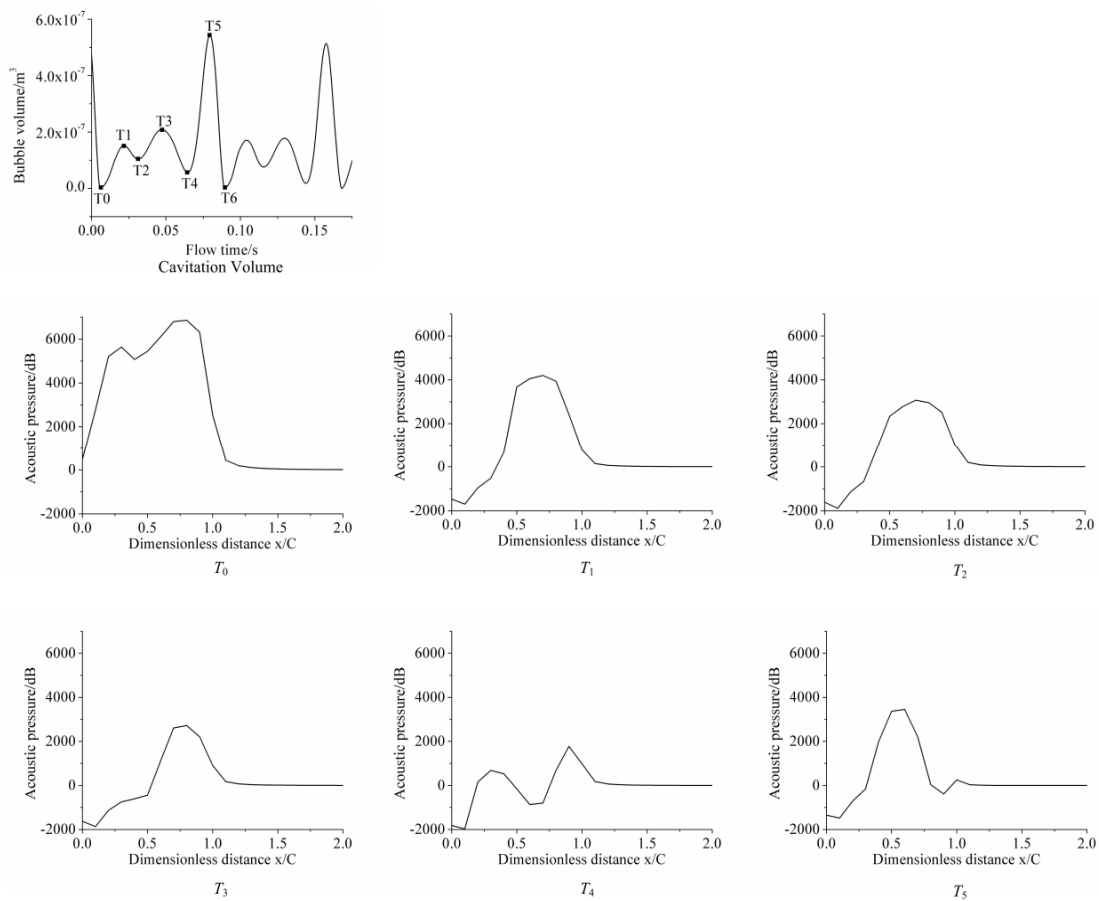 6.0x10-7
4.0x10-7
2.0x10-7
0.0
Bubble volume/m3
T0
T1
T2
T3
T4
T5
T6
0.00
0.05
0.10
0.15
Flow time/s
Cavitation Volume
6000
4000
2000
0
-2000
Acoustic pressure/dB
0.0
0.5
1.0
1.5
2.0
Dimensionless distance x/C
T0
6000
4000
2000
0
-2000
Acoustic pressure/dB
0.0
0.5
1.0
1.5
2.0
Dimensionless distance x/C
T1
6000
4000
2000
0
-2000
Acoustic pressure/dB
0.0
0.5
1.0
1.5
2.0
Dimensionless distance x/C
T2
6000
4000
2000
0
-2000
Acoustic pressure/dB
0.0
0.5
1.0
1.5
2.0
Dimensionless distance x/C
T3
6000
4000
2000
0
-2000
Acoustic pressure/dB
0.0
0.5
1.0
1.5
2.0
Dimensionless distance x/C
T4
6000
4000
2000
0
-2000
Acoustic pressure/dB
0.0
0.5
1.0
1.5
2.0
Dimensionless distance x/C
T5